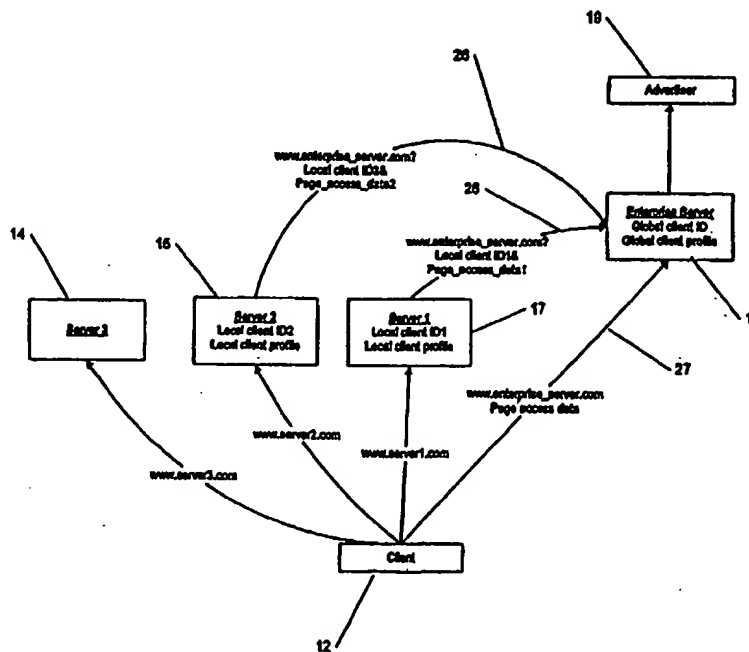 19
26
Advertiser
www.enterprise_server.com?
Local client ID2&
Page_access_data2
25
14
15
Enterprise Server
Global client ID
Global client profile
www.enterprise_server.com?
Local client ID1&
Page_access_data1
Server 3
Server 2
Local client ID2
Local client profile
Server 1
Local client ID1
Local client profile
17
27
www.enterprise_server.com
Page access data
www.server2.com
www.server1.com
www.server3.com
Client
12